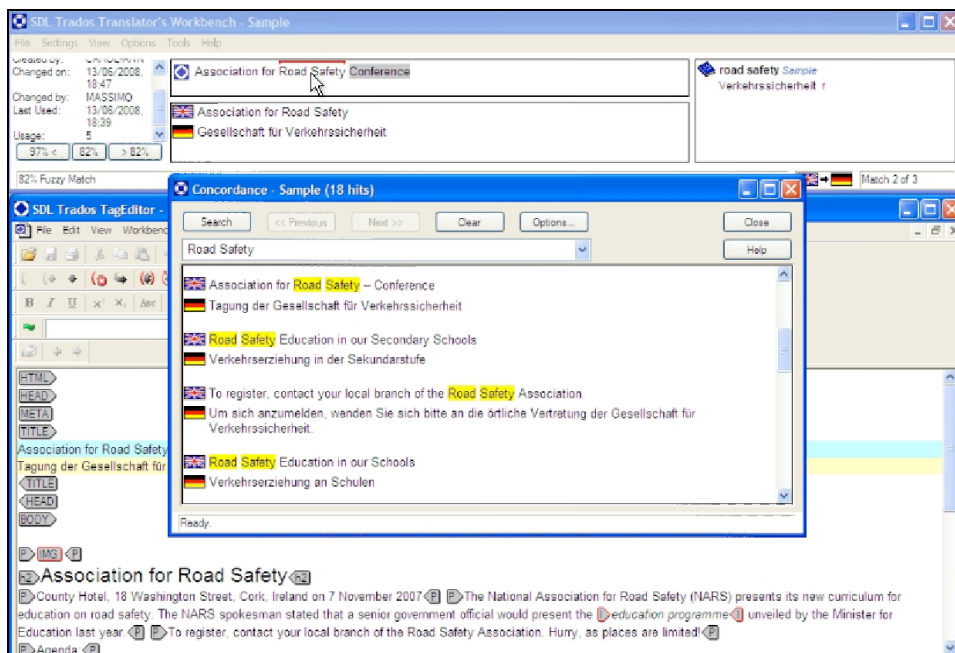 SDL Trados Translator's Workbench - Sample
File Settings View Options Tools Help
Created by: CAROLYANN
Changed on: 13/06/2008,
18:47
Changed by: MASSIMO
Last Used: 13/06/2008,
18:39
Usage: 5
97% < 82% > 82%
82% Fuzzy Match
Association for Road Safety Conference
Association for Road Safety
Gesellschaft für Verkehrssicherheit
road safety Sample
Verkehrssicherheit
Match 2 of 3
SDL Trados TagEditor -
File Edit View Workbenc
B I U x² x₂ Abc
Concordance - Sample (18 hits)
Search << Previous Next >> Clear Options... Close
Road Safety Help
Association for Road Safety – Conference
Tagung der Gesellschaft für Verkehrssicherheit
Road Safety Education in our Secondary Schools
Verkehrserziehung in der Sekundarstufe
To register, contact your local branch of the Road Safety Association.
Um sich anzumelden, wenden Sie sich bitte an die örtliche Vertretung der Gesellschaft für
Verkehrssicherheit.
Road Safety Education in our Schools
Verkehrserziehung an Schulen
Ready.
HTML
HEAD
META
TITLE
Association for Road Safety
Tagung der Gesellschaft für
TITLE
HEAD
BODY
P IMG P
h2 Association for Road Safety h2
P County Hotel, 18 Washington Street, Cork, Ireland on 7 November 2007 P P The National Association for Road Safety (NARS) presents its new curriculum for
education on road safety. The NARS spokesman stated that a senior government official would present the I education programme I unveiled by the Minister for
Education last year. P P To register, contact your local branch of the Road Safety Association. Hurry, as places are limited! P
P Agenda: P